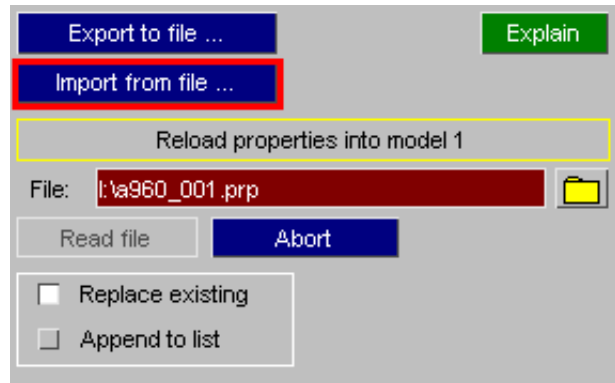 Export to file ... Explain
Import from file ...
Reload properties into model 1
File: I:\a960_001.prp
Read file Abort
Replace existing
Append to list